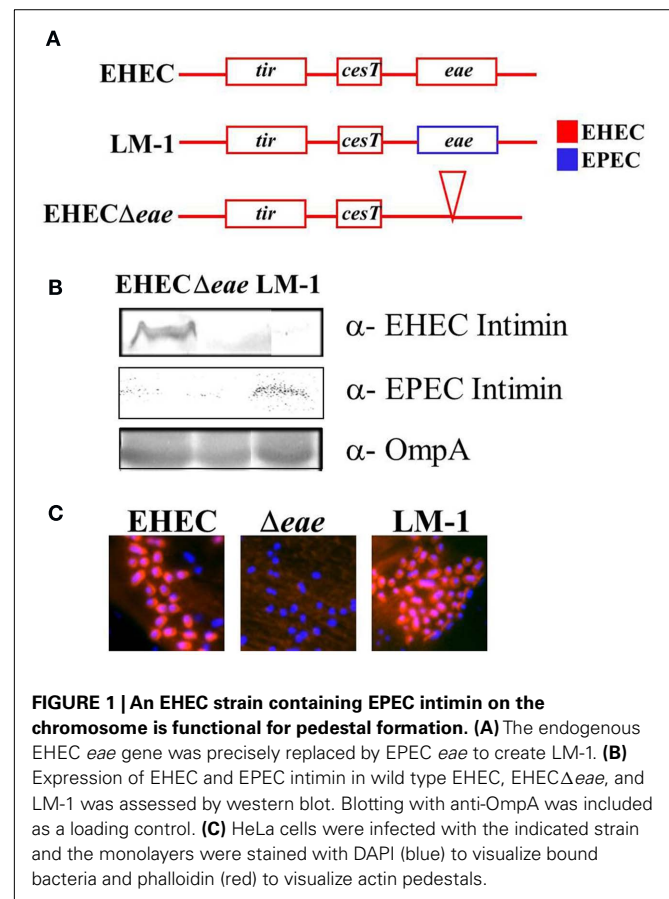 A
EHEC tir cesT eae
LM-1 tir cesT eae
EHEC
EPEC
EHECΔeae tir cesT
B
EHEC Δeae LM-1
α- EHEC Intimin
α- EPEC Intimin
α- OmpA
C
EHEC Δeae LM-1
FIGURE 1 | An EHEC strain containing EPEC intimin on the
chromosome is functional for pedestal formation. (A) The endogenous
EHEC eae gene was precisely replaced by EPEC eae to create LM-1. (B)
Expression of EHEC and EPEC intimin in wild type EHEC, EHECΔeae, and
LM-1 was assessed by western blot. Blotting with anti-OmpA was included
as a loading control. (C) HeLa cells were infected with the indicated strain
and the monolayers were stained with DAPI (blue) to visualize bound
bacteria and phalloidin (red) to visualize actin pedestals.